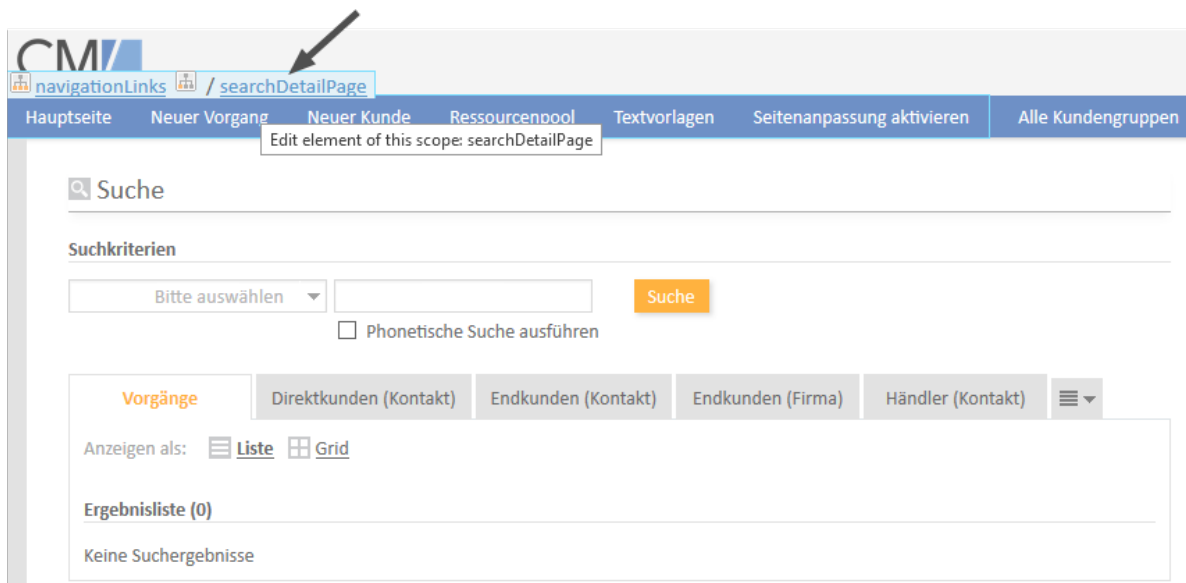 CM/
navigationLinks / searchDetailPage
Hauptseite Neuer Vorgang Neuer Kunde Ressourcenpool Textvorlagen Seitenanpassung aktivieren Alle Kundengruppen
Edit element of this scope: searchDetailPage
Suche
Suchkriterien
Bitte auswählen Suche
Phonetische Suche ausführen
Vorgänge Direktkunden (Kontakt) Endkunden (Kontakt) Endkunden (Firma) Händler (Kontakt)
Anzeigen als: Liste Grid
Ergebnisliste (0)
Keine Suchergebnisse